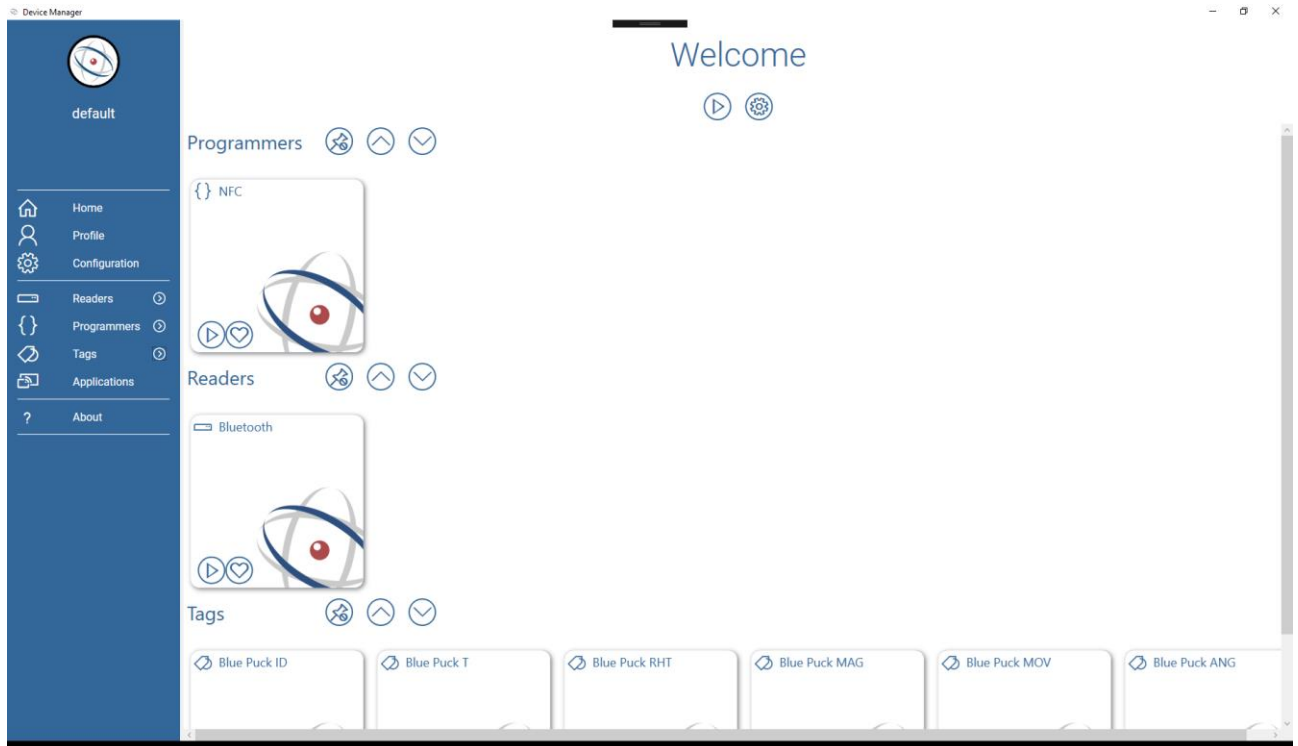 Device Manager
default
Home
Profile
Configuration
Readers
Programmers
Tags
Applications
? About
Welcome
Programmers
{} NFC
Readers
Bluetooth
Tags
Blue Puck ID
Blue Puck T
Blue Puck RHT
Blue Puck MAG
Blue Puck MOV
Blue Puck ANG